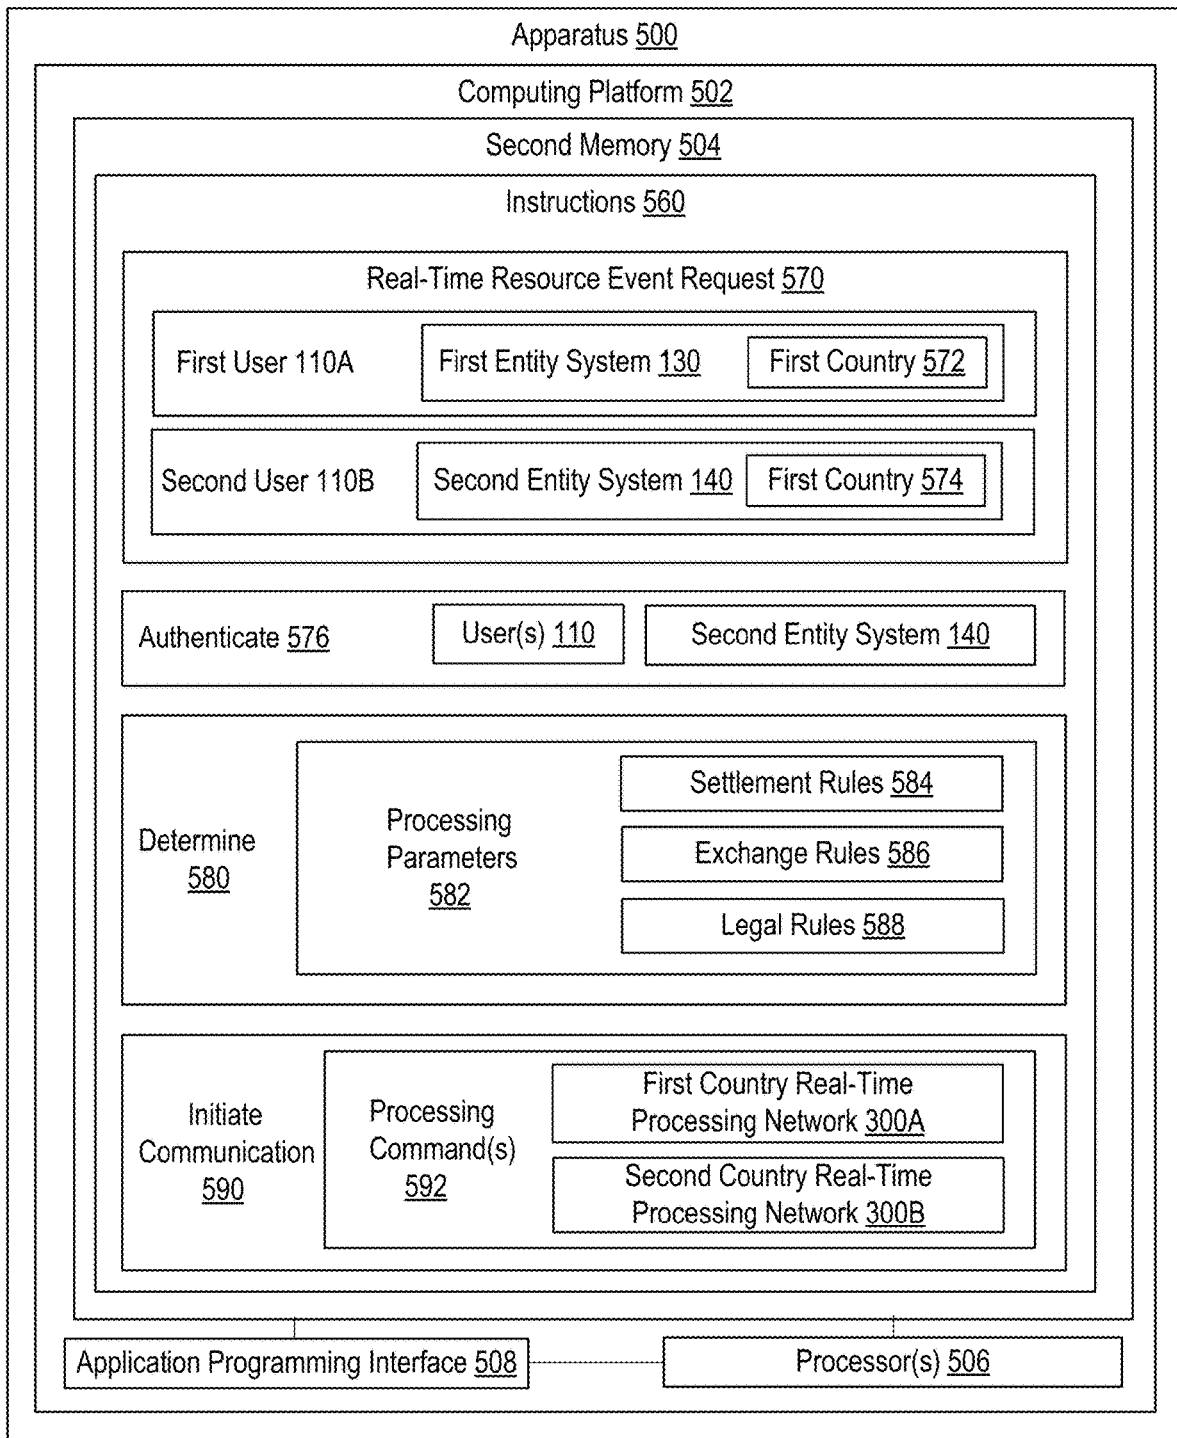 Apparatus 500
Computing Platform 502
Second Memory 504
Instructions 560
Real-Time Resource Event Request 570
First User 110A
First Entity System 130
First Country 572
Second User 110B
Second Entity System 140
First Country 574
Authenticate 576
User(s) 110
Second Entity System 140
Determine
580
Processing
Parameters
582
Settlement Rules 584
Exchange Rules 586
Legal Rules 588
Initiate
Communication
590
Processing
Command(s)
592
First Country Real-Time
Processing Network 300A
Second Country Real-Time
Processing Network 300B
Application Programming Interface 508
Processor(s) 506